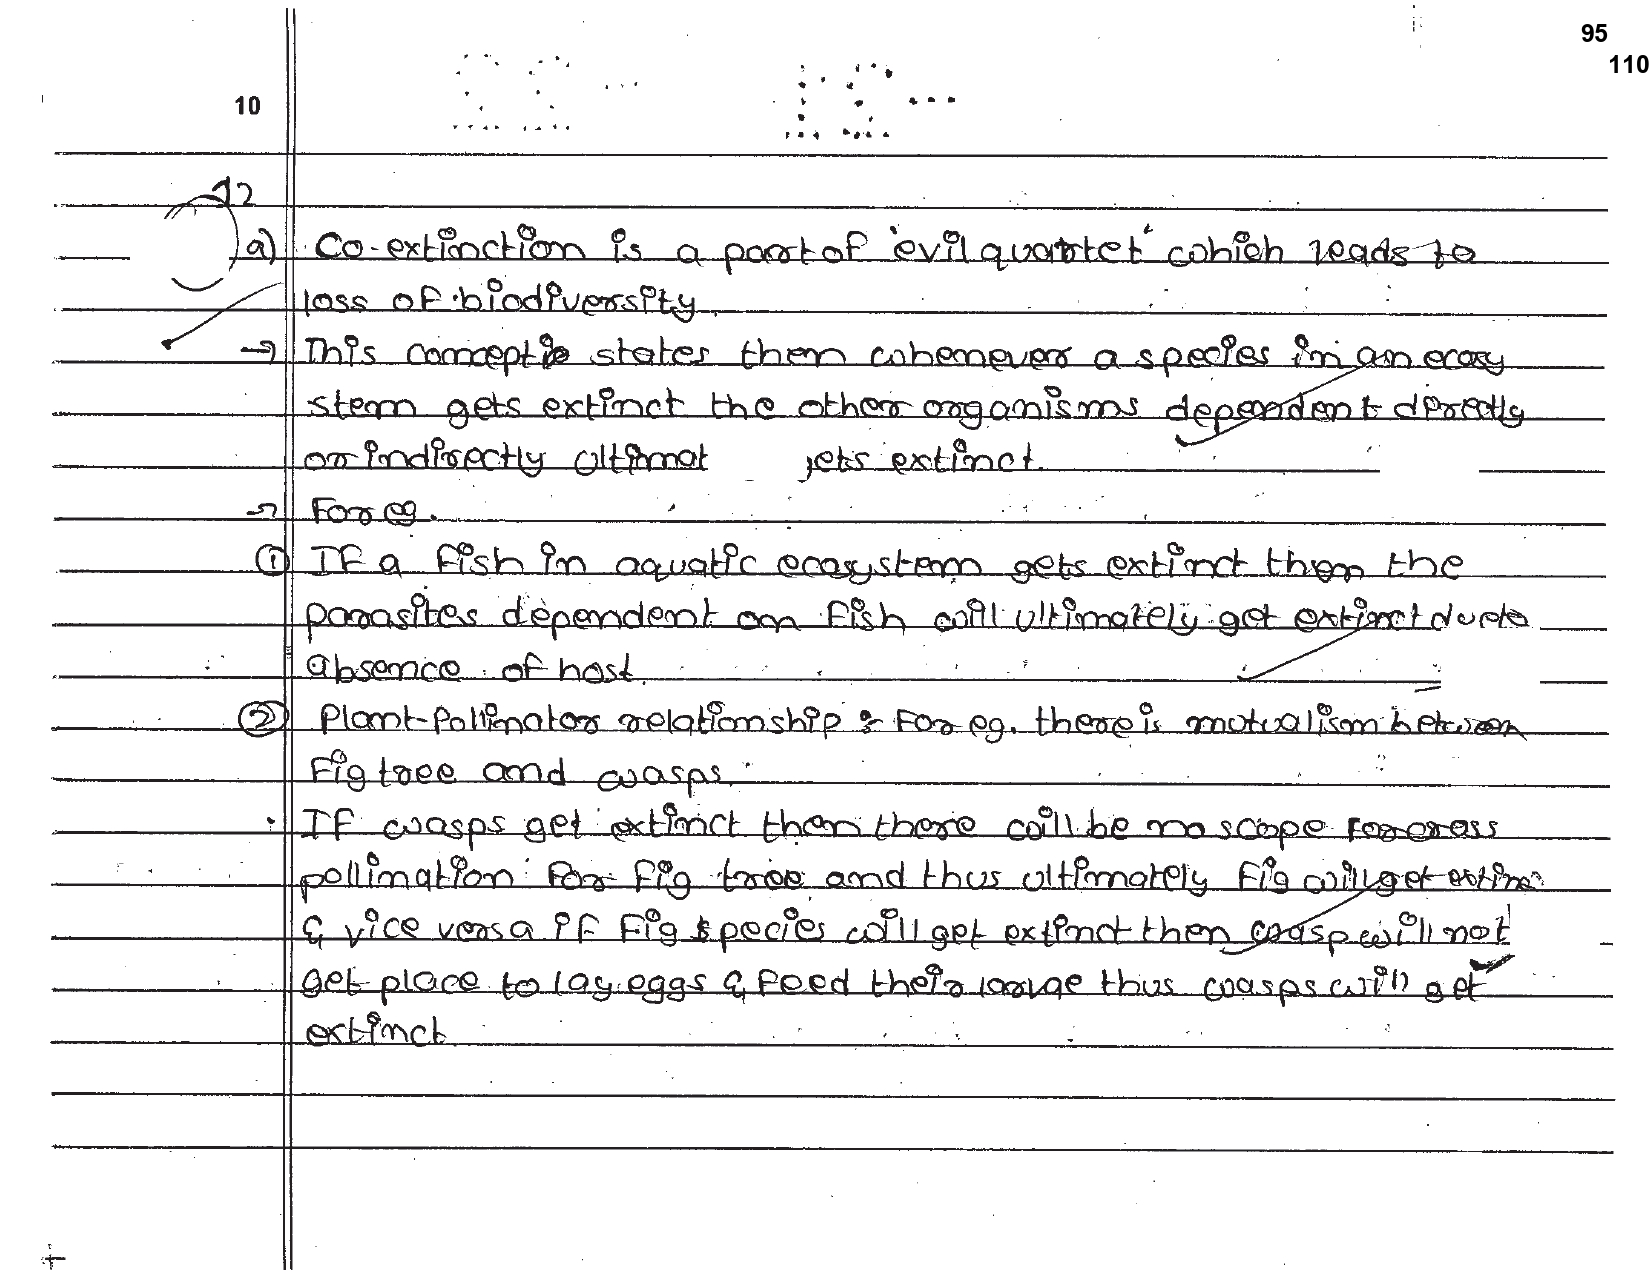 95
110
10
12
a) Co-extinction is a part of 'evil quartet' which leads to
loss of biodiversity.
→ This concept states then whenever a species in an ecosy
stem gets extinct the other organisms dependent directly
or indirectly ultimat gets extinct.
→ For eg.
① If a fish in aquatic ecosystem gets extinct then the
parasites dependent on fish will ultimately get extinct due to
absence of host.
② Plant-Pollinator relationship : For eg. there is mutualism between
Fig tree and wasps.
· If wasps get extinct then there will be no scope for cross
pollination for fig tree and thus ultimately Fig will get extinc
& vice versa if Fig species will get extinct then wasp will not
get place to lay eggs & feed their larvae thus wasps will get
extinct